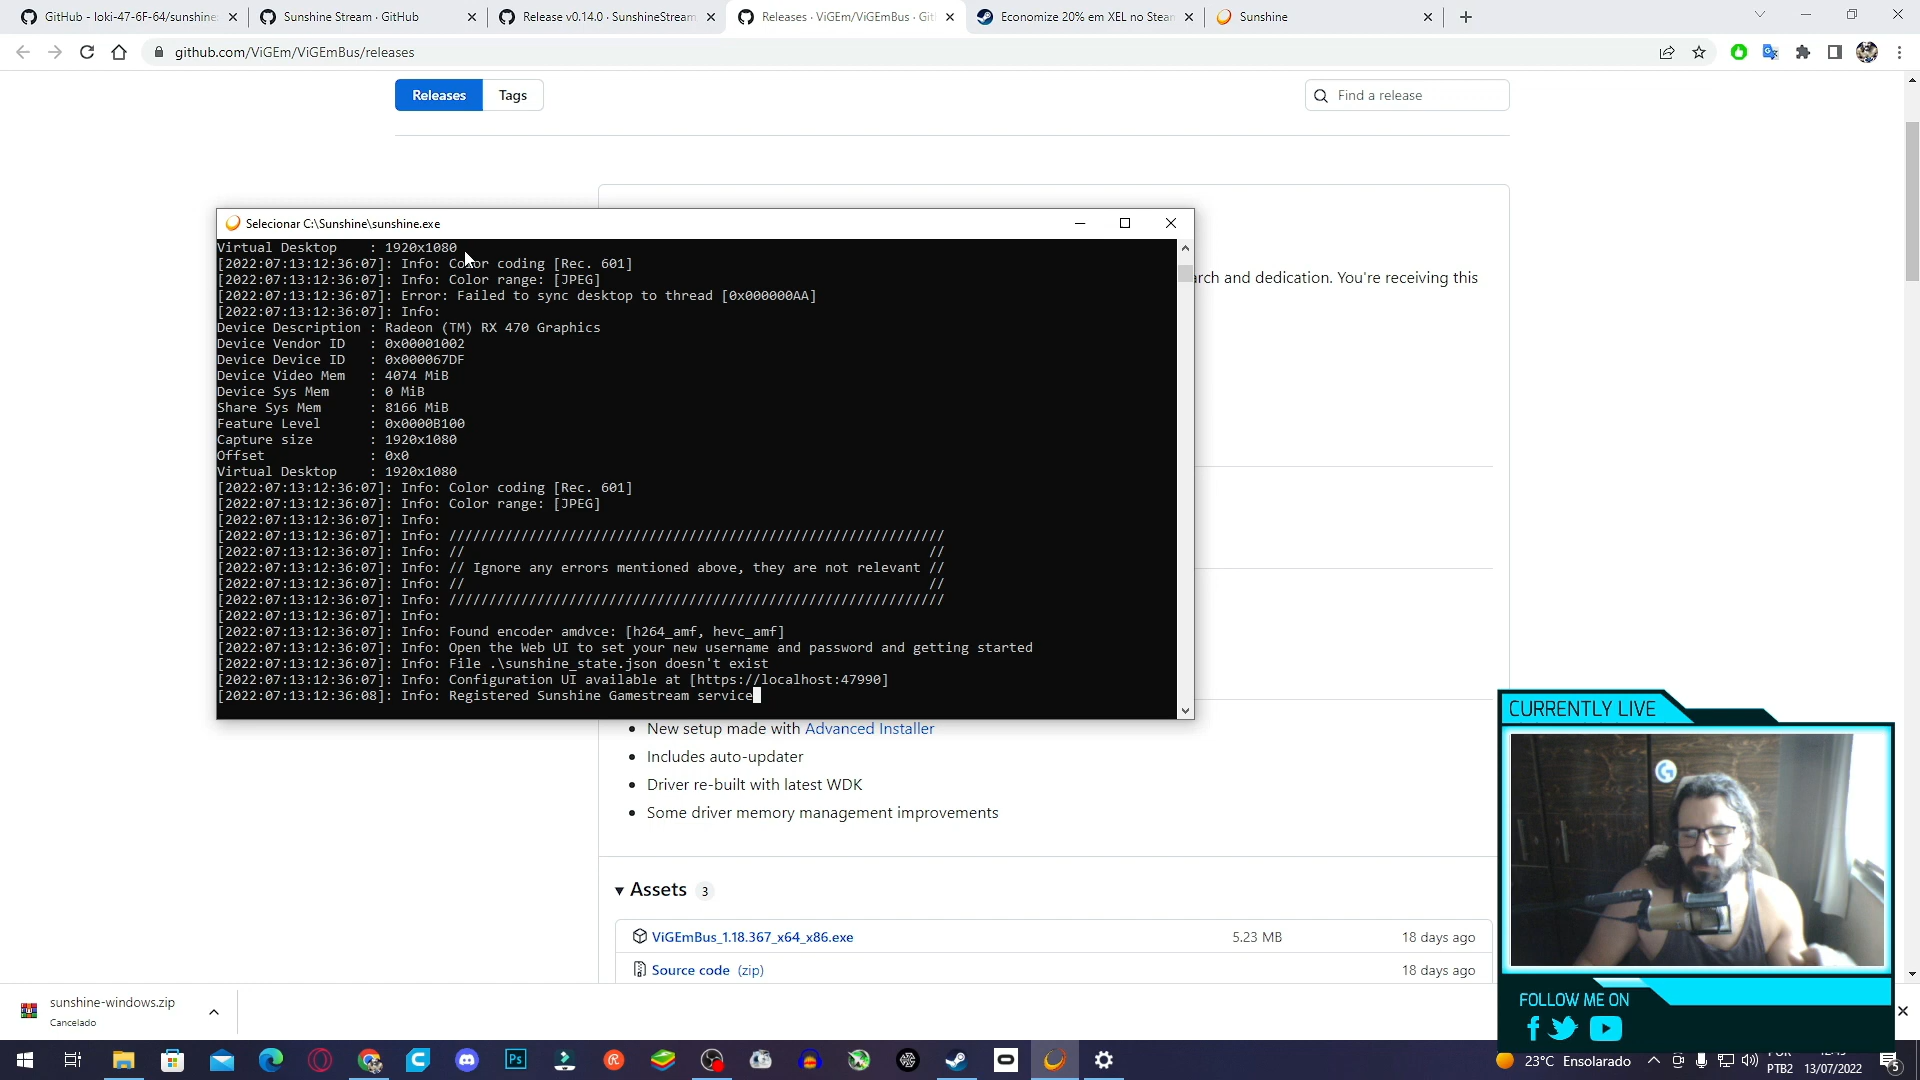 GitHub - loki-47-6F-64/sunshine:
Sunshine Stream · GitHub
Release v0.14.0 · SunshineStream
Releases · ViGEm/ViGEmBus · Git
Economize 20% em XEL no Steam
Sunshine
github.com/ViGEm/ViGEmBus/releases
Releases
Tags
Find a release
Selecionar C:\Sunshine\sunshine.exe
Virtual Desktop : 1920x1080
[2022:07:13:12:36:07]: Info: Color coding [Rec. 601]
[2022:07:13:12:36:07]: Info: Color range: [JPEG]
[2022:07:13:12:36:07]: Error: Failed to sync desktop to thread [0x000000AA]
[2022:07:13:12:36:07]: Info:
Device Description : Radeon (TM) RX 470 Graphics
Device Vendor ID : 0x00001002
Device Device ID : 0x000067DF
Device Video Mem : 4074 MiB
Device Sys Mem : 0 MiB
Share Sys Mem : 8166 MiB
Feature Level : 0x0000B100
Capture size : 1920x1080
Offset : 0x0
Virtual Desktop : 1920x1080
[2022:07:13:12:36:07]: Info: Color coding [Rec. 601]
[2022:07:13:12:36:07]: Info: Color range: [JPEG]
[2022:07:13:12:36:07]: Info:
[2022:07:13:12:36:07]: Info: //////////////////////////////////////////////////////////////
[2022:07:13:12:36:07]: Info: // //
[2022:07:13:12:36:07]: Info: // Ignore any errors mentioned above, they are not relevant //
[2022:07:13:12:36:07]: Info: // //
[2022:07:13:12:36:07]: Info: //////////////////////////////////////////////////////////////
[2022:07:13:12:36:07]: Info:
[2022:07:13:12:36:07]: Info: Found encoder amdvce: [h264_amf, hevc_amf]
[2022:07:13:12:36:07]: Info: Open the Web UI to set your new username and password and getting started
[2022:07:13:12:36:07]: Info: File .\sunshine_state.json doesn't exist
[2022:07:13:12:36:07]: Info: Configuration UI available at [https://localhost:47990]
[2022:07:13:12:36:08]: Info: Registered Sunshine Gamestream service
arch and dedication. You're receiving this
New setup made with Advanced Installer
Includes auto-updater
Driver re-built with latest WDK
Some driver memory management improvements
Assets 3
ViGEmBus_1.18.367_x64_x86.exe 5.23 MB 18 days ago
Source code (zip) 18 days ago
CURRENTLY LIVE
FOLLOW ME ON
sunshine-windows.zip
Cancelado
Ps
23°C Ensolarado
PTB2
13/07/2022
5